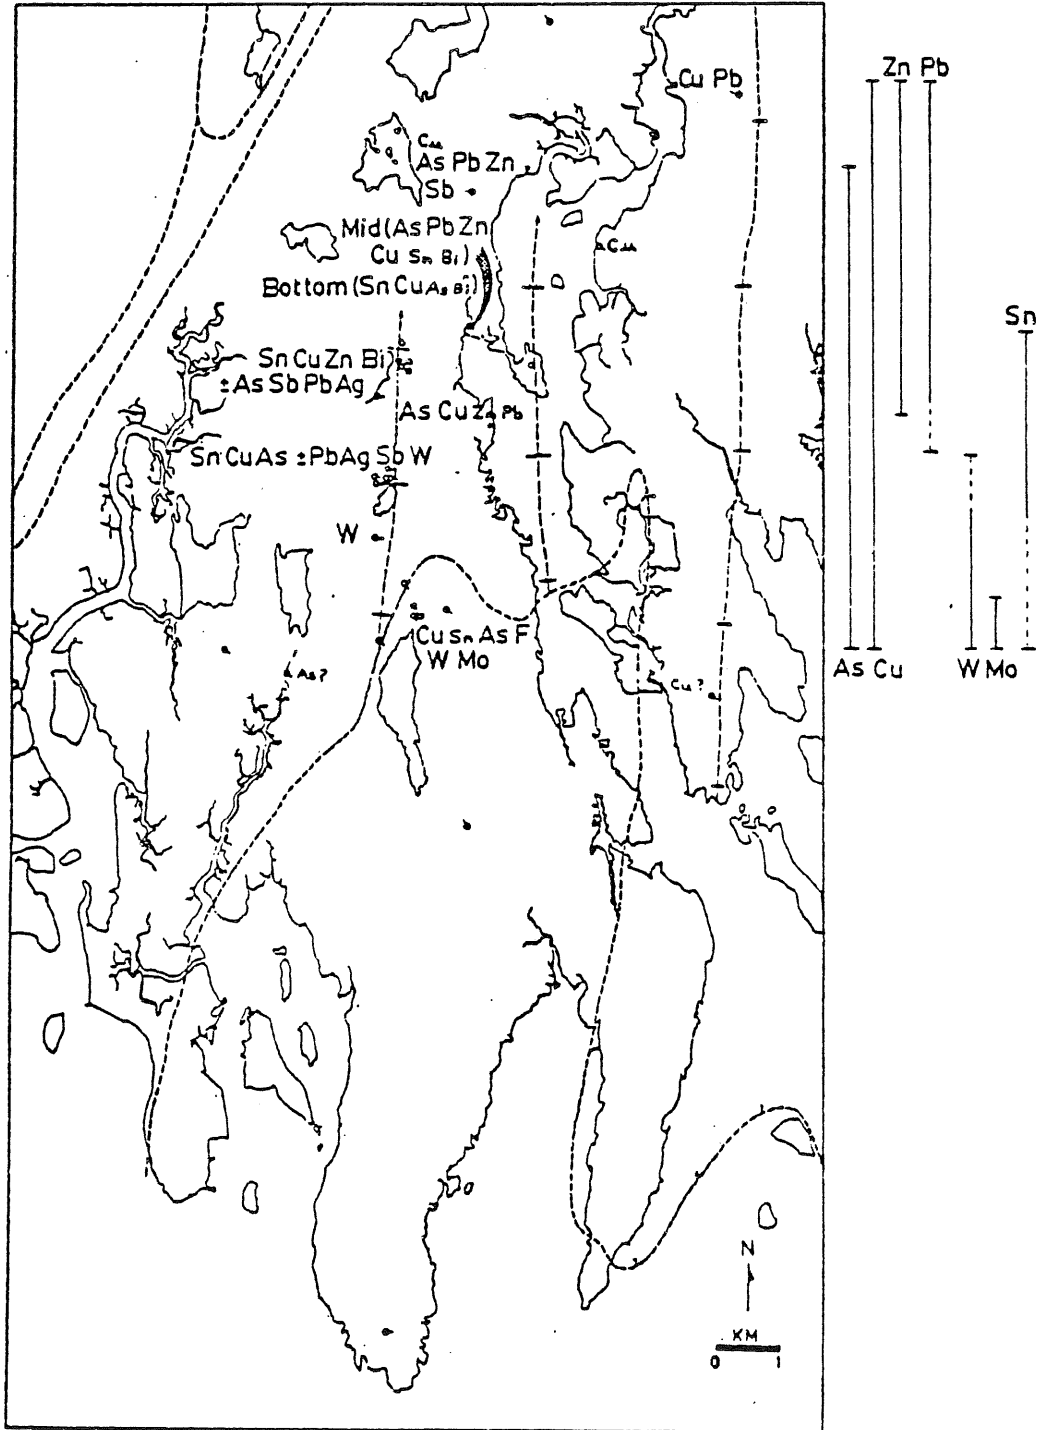 Zn Pb
Cu Pb
Cu
As Pb Zn
Sb
Mid (As Pb Zn
Cu Sn Bi)
Cu
Bottom (Sn Cu As Bi)
Sn
Sn Cu Zn Bi
± As Sb Pb Ag
As Cu Zn Pb
Sn Cu As ± Pb Ag Sb W
W
Cu Sn As F
W Mo
As Cu
W Mo
As?
Cu?
N
KM
0 1